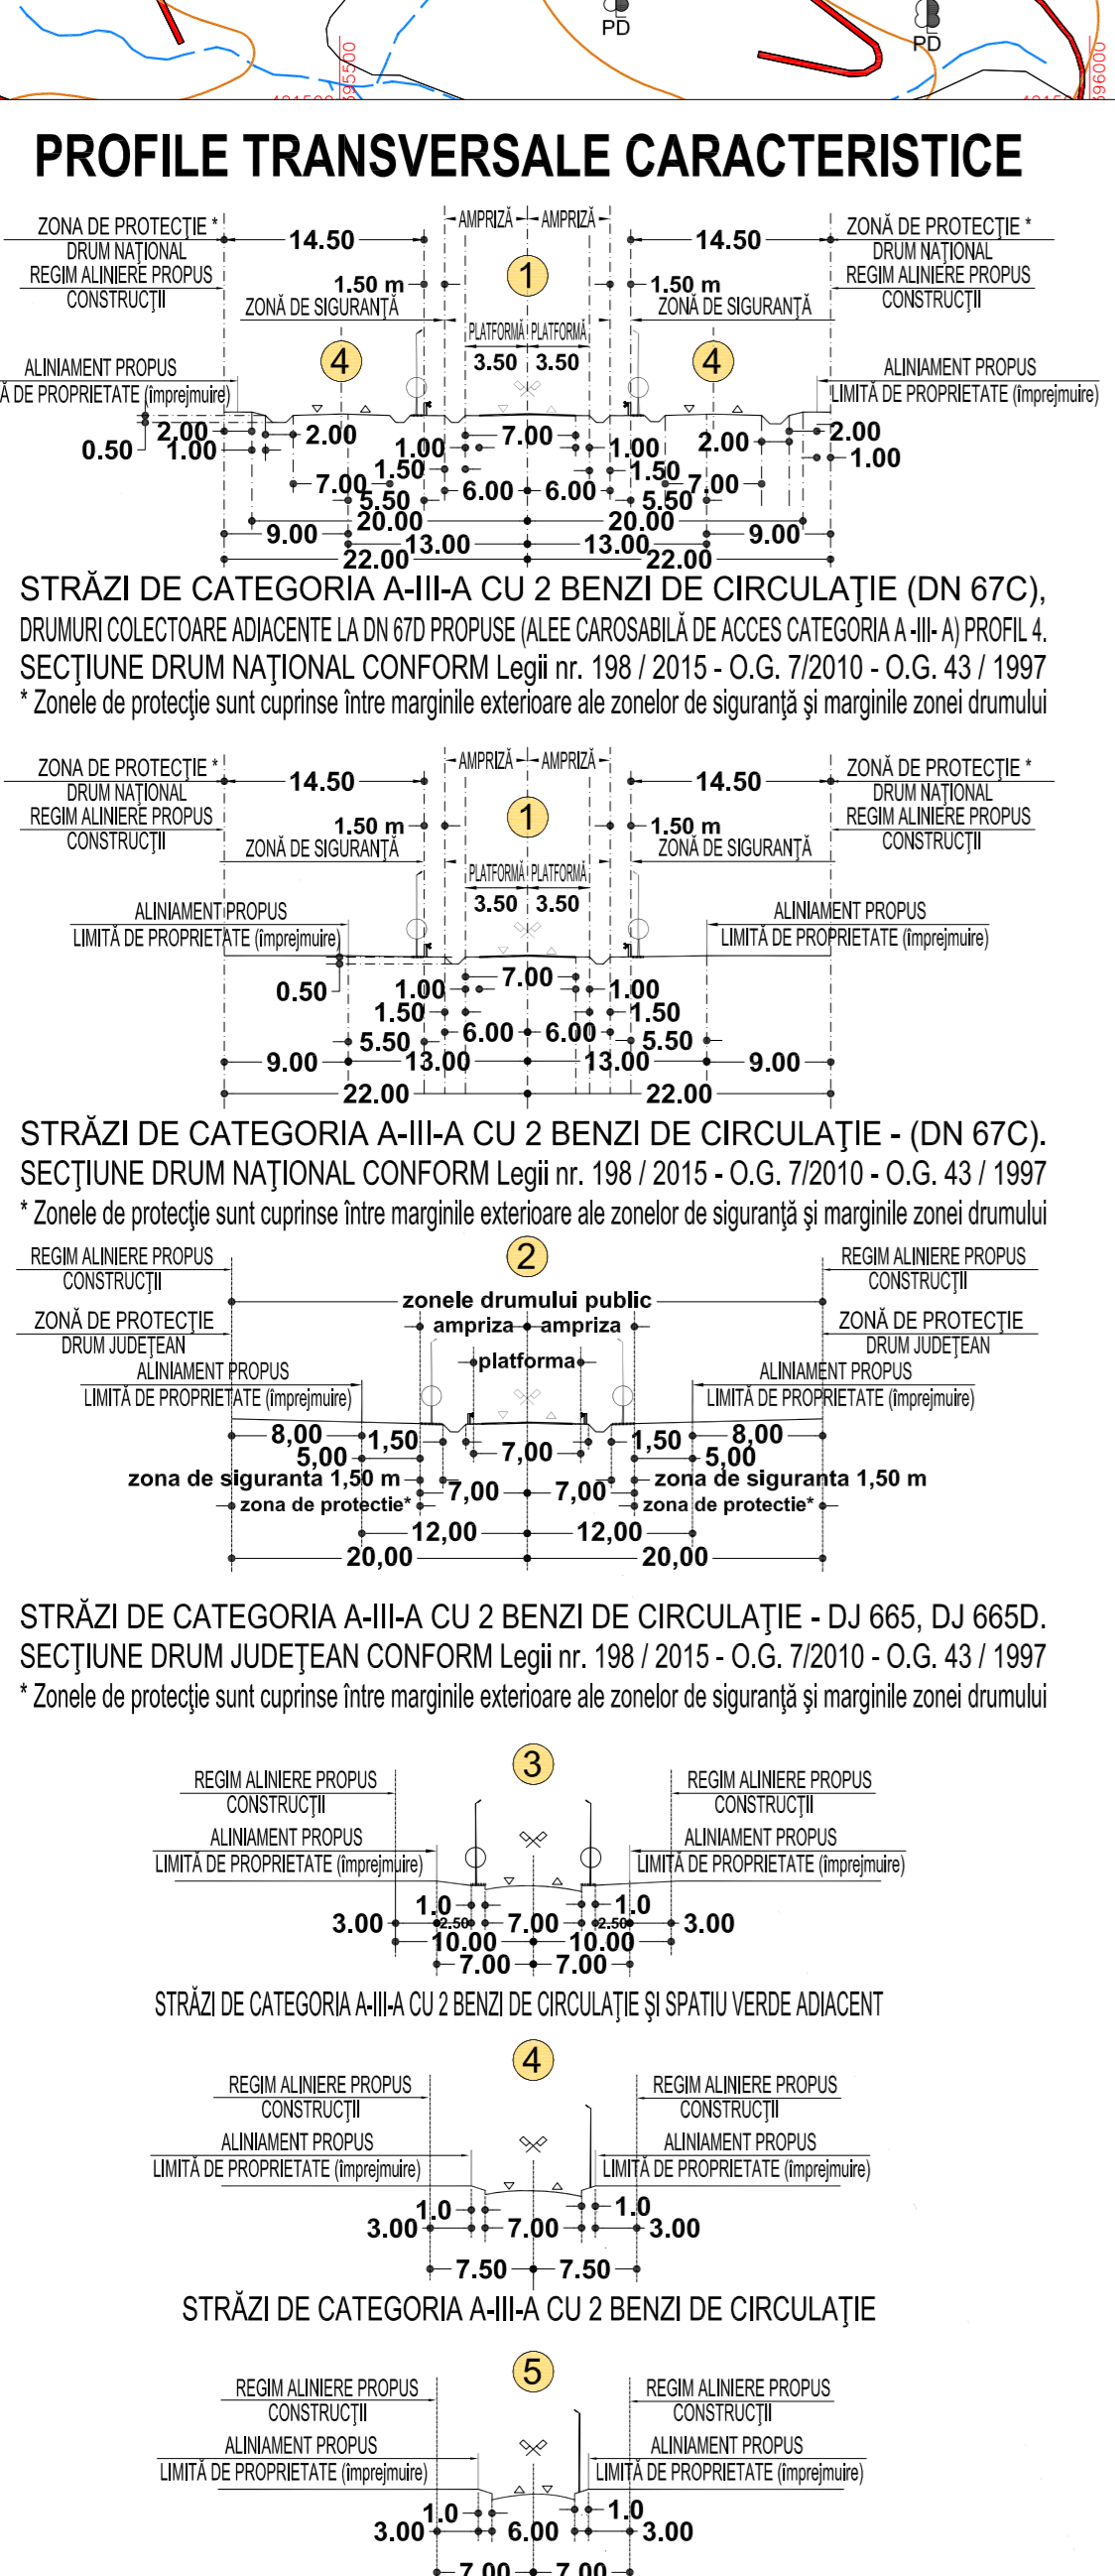 PD
PD
395500
396000
PROFILE TRANSVERSALE CARACTERISTICE
ZONA DE PROTECŢIE *
DRUM NAŢIONAL
REGIM ALINIERE PROPUS
CONSTRUCŢII
14.50
AMPRIZĂ AMPRIZĂ
14.50
ZONĂ DE PROTECŢIE *
DRUM NAŢIONAL
REGIM ALINIERE PROPUS
CONSTRUCŢII
1
1.50 m
1.50 m
ZONĂ DE SIGURANŢĂ
ZONĂ DE SIGURANŢĂ
PLATFORMĂ PLATFORMĂ
3.50 3.50
4
4
ALINIAMENT PROPUS
Ă DE PROPRIETATE (împrejmuire)
ALINIAMENT PROPUS
LIMITĂ DE PROPRIETATE (împrejmuire)
2.00 2.00 7.00 2.00 2.00
0.50 1.00 1.00 1.00 1.00
1.50 1.50
7.00 6.00 6.00 7.00
5.50 5.50
20.00 20.00
9.00 13.00 13.00 9.00
22.00 22.00
STRĂZI DE CATEGORIA A-III-A CU 2 BENZI DE CIRCULAŢIE (DN 67C),
DRUMURI COLECTOARE ADIACENTE LA DN 67D PROPUSE (ALEE CAROSABILĂ DE ACCES CATEGORIA A -III- A) PROFIL 4.
SECŢIUNE DRUM NAŢIONAL CONFORM Legii nr. 198 / 2015 - O.G. 7/2010 - O.G. 43 / 1997
* Zonele de protecţie sunt cuprinse între marginile exterioare ale zonelor de siguranţă şi marginile zonei drumului
ZONA DE PROTECŢIE *
DRUM NAŢIONAL
REGIM ALINIERE PROPUS
CONSTRUCŢII
14.50
AMPRIZĂ AMPRIZĂ
14.50
ZONĂ DE PROTECŢIE *
DRUM NAŢIONAL
REGIM ALINIERE PROPUS
CONSTRUCŢII
1
1.50 m
1.50 m
ZONĂ DE SIGURANŢĂ
ZONĂ DE SIGURANŢĂ
PLATFORMĂ PLATFORMĂ
3.50 3.50
ALINIAMENT PROPUS
LIMITĂ DE PROPRIETATE (împrejmuire)
ALINIAMENT PROPUS
LIMITĂ DE PROPRIETATE (împrejmuire)
7.00
0.50 1.00 1.00
1.50 1.50
6.00 6.00
5.50 5.50
9.00 13.00 13.00 9.00
22.00 22.00
STRĂZI DE CATEGORIA A-III-A CU 2 BENZI DE CIRCULAŢIE - (DN 67C).
SECŢIUNE DRUM NAŢIONAL CONFORM Legii nr. 198 / 2015 - O.G. 7/2010 - O.G. 43 / 1997
* Zonele de protecţie sunt cuprinse între marginile exterioare ale zonelor de siguranţă şi marginile zonei drumului
2
REGIM ALINIERE PROPUS
CONSTRUCŢII
REGIM ALINIERE PROPUS
CONSTRUCŢII
zonele drumului public
ZONĂ DE PROTECŢIE
DRUM JUDEŢEAN
ampriza ampriza
ZONĂ DE PROTECŢIE
DRUM JUDEŢEAN
platforma
ALINIAMENT PROPUS
LIMITĂ DE PROPRIETATE (împrejmuire)
ALINIAMENT PROPUS
LIMITĂ DE PROPRIETATE (împrejmuire)
8,00 1,50 7,00 1,50 8,00
5,00 5,00
zona de siguranta 1,50 m
zona de siguranta 1,50 m
7,00 7,00
zona de protectie*
zona de protectie*
12,00 12,00
20,00 20,00
STRĂZI DE CATEGORIA A-III-A CU 2 BENZI DE CIRCULAŢIE - DJ 665, DJ 665D.
SECŢIUNE DRUM JUDEŢEAN CONFORM Legii nr. 198 / 2015 - O.G. 7/2010 - O.G. 43 / 1997
* Zonele de protecţie sunt cuprinse între marginile exterioare ale zonelor de siguranţă şi marginile zonei drumului
3
REGIM ALINIERE PROPUS
CONSTRUCŢII
REGIM ALINIERE PROPUS
CONSTRUCŢII
ALINIAMENT PROPUS
LIMITĂ DE PROPRIETATE (împrejmuire)
ALINIAMENT PROPUS
LIMITĂ DE PROPRIETATE (împrejmuire)
1.0 1.0
3.00 2.50 7.00 2.50 3.00
10.00 10.00
7.00 7.00
STRĂZI DE CATEGORIA A-III-A CU 2 BENZI DE CIRCULAŢIE ŞI SPATIU VERDE ADIACENT
4
REGIM ALINIERE PROPUS
CONSTRUCŢII
REGIM ALINIERE PROPUS
CONSTRUCŢII
ALINIAMENT PROPUS
LIMITĂ DE PROPRIETATE (împrejmuire)
ALINIAMENT PROPUS
LIMITĂ DE PROPRIETATE (împrejmuire)
1.0 1.0
3.00 7.00 3.00
7.50 7.50
STRĂZI DE CATEGORIA A-III-A CU 2 BENZI DE CIRCULAŢIE
5
REGIM ALINIERE PROPUS
CONSTRUCŢII
REGIM ALINIERE PROPUS
CONSTRUCŢII
ALINIAMENT PROPUS
LIMITĂ DE PROPRIETATE (împrejmuire)
ALINIAMENT PROPUS
LIMITĂ DE PROPRIETATE (împrejmuire)
1.0 1.0
3.00 6.00 3.00
7.00 7.00